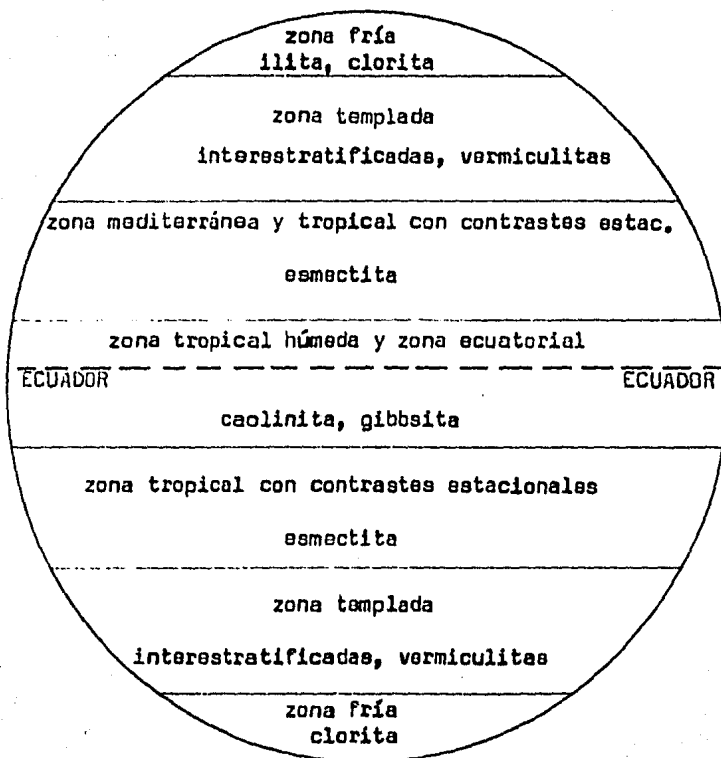 zona fría
ilita, clorita
zona templada
interestratificadas, vermiculitas
zona mediterránea y tropical con contrastes estac.
esmectita
zona tropical húmeda y zona ecuatorial
ECUADOR ECUADOR
caolinita, gibbsita
zona tropical con contrastes estacionales
esmectita
zona templada
interestratificadas, vermiculitas
zona fría
clorita